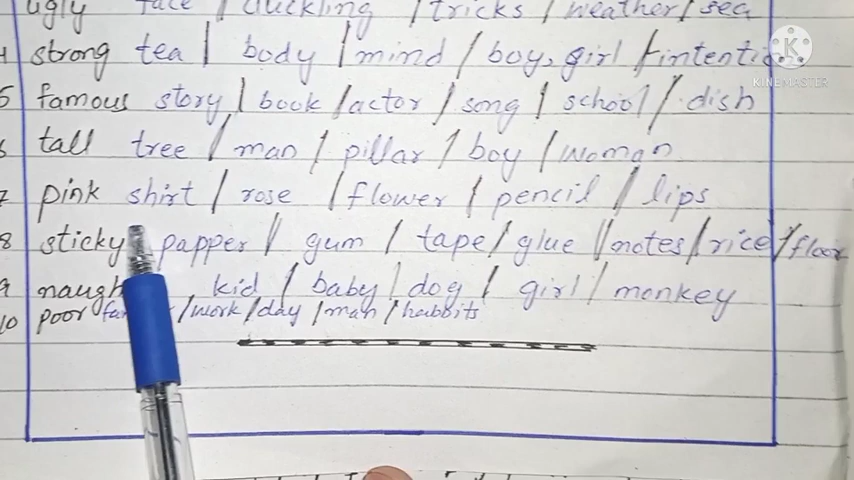 ugly face / duckling / tricks / weather / sea
4 strong tea / body / mind / boy, girl / intenti
5 famous story / book / actor / song / school / dish
6 tall tree / man / pillar / boy / woman
7 pink shirt / rose / flower / pencil / lips
8 sticky papper / gum / tape / glue / notes / rice / floor
9 naugh kid / baby / dog / girl / monkey
10 poor / work / day / man / habbits
KINEMASTER